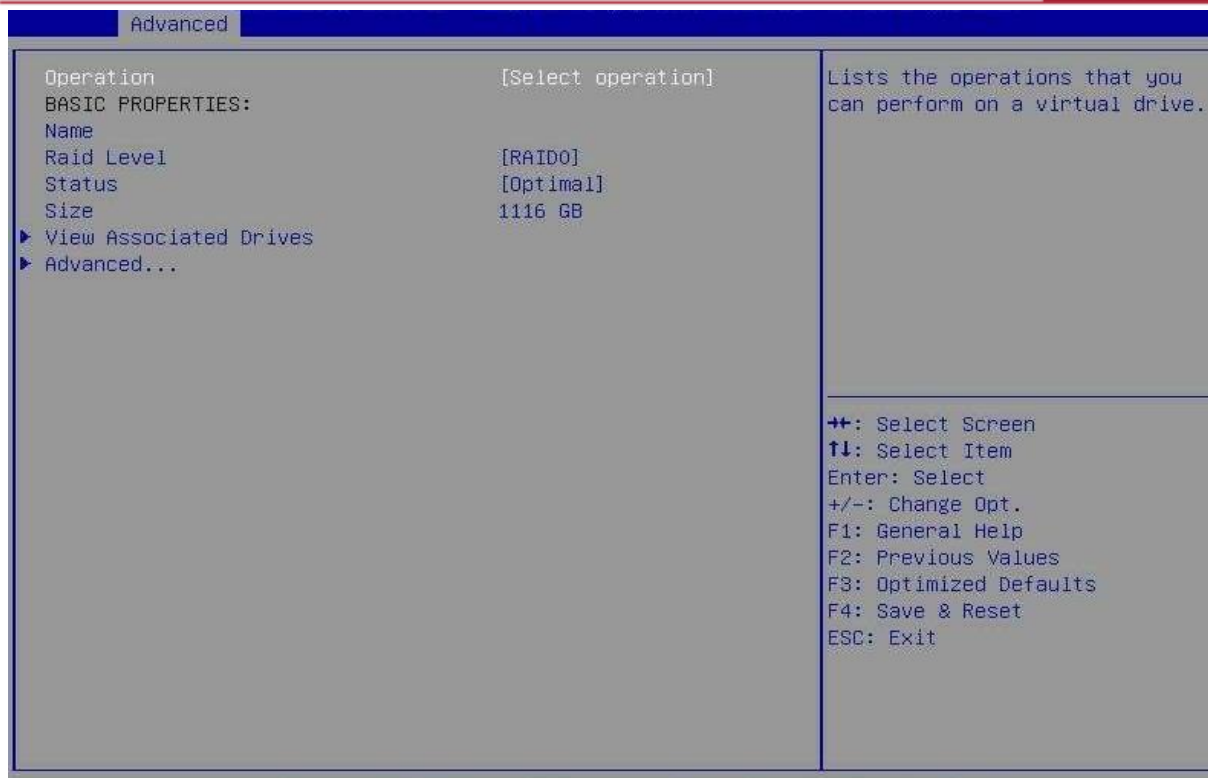 Advanced
Operation [Select operation]
BASIC PROPERTIES:
Name
Raid Level [RAID0]
Status [Optimal]
Size 1116 GB
▶ View Associated Drives
▶ Advanced...
Lists the operations that you
can perform on a virtual drive.
→←: Select Screen
↑↓: Select Item
Enter: Select
+/-: Change Opt.
F1: General Help
F2: Previous Values
F3: Optimized Defaults
F4: Save & Reset
ESC: Exit